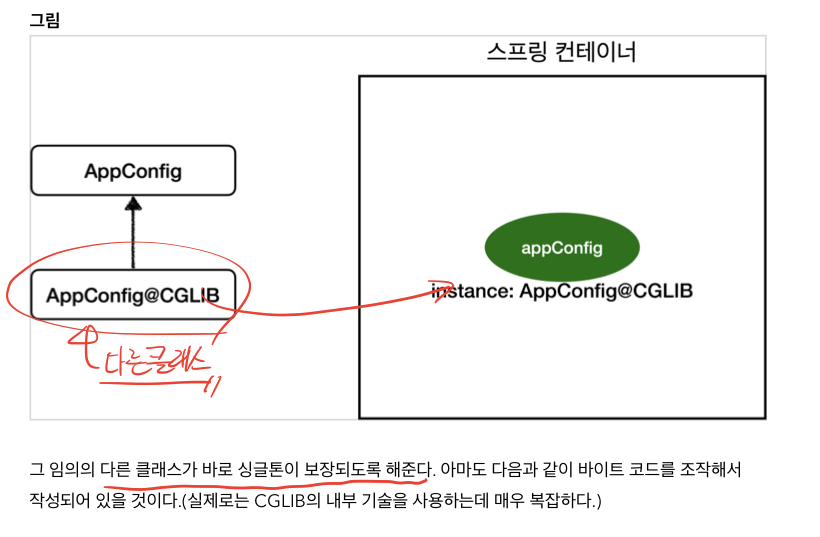 그림
스프링 컨테이너
AppConfig
appConfig
AppConfig@CGLIB
instance: AppConfig@CGLIB
다른클래스
그 임의의 다른 클래스가 바로 싱글톤이 보장되도록 해준다. 아마도 다음과 같이 바이트 코드를 조작해서
작성되어 있을 것이다.(실제로는 CGLIB의 내부 기술을 사용하는데 매우 복잡하다.)